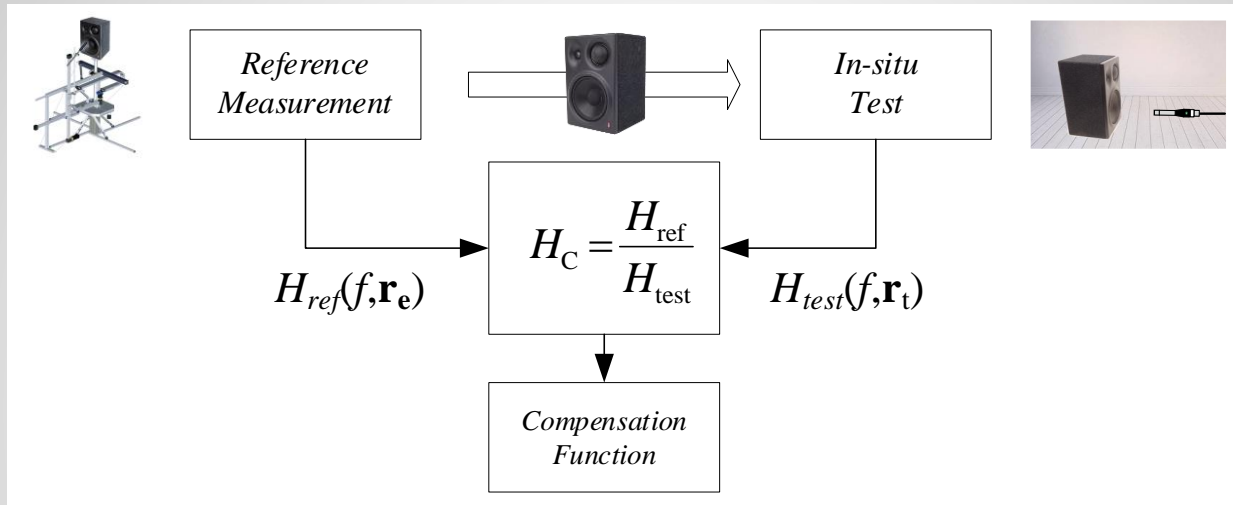 Reference
Measurement
In-situ
Test
H_C = H_ref / H_test
H_ref(f,r_e)
H_test(f,r_t)
Compensation
Function